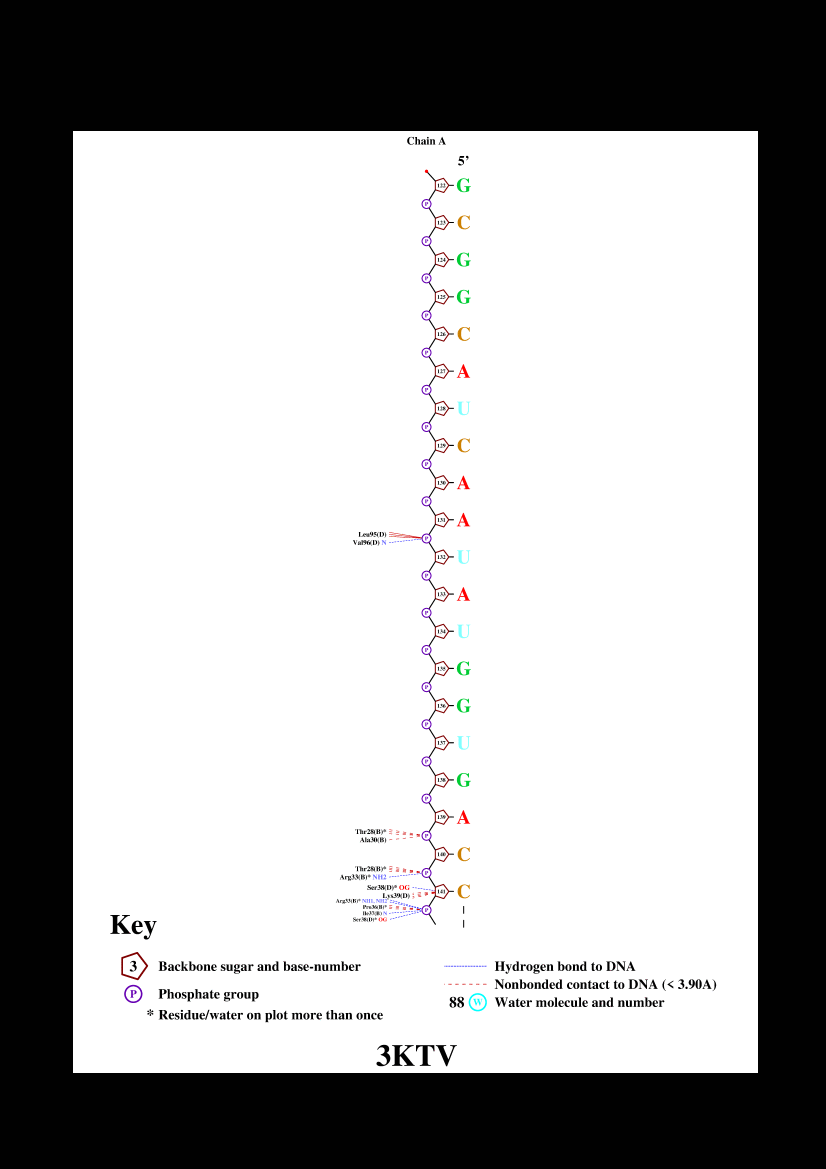 Chain A
5'
122 G
P
123 C
P
124 G
P
125 G
P
126 C
P
127 A
P
128 U
P
129 C
P
130 A
P
131 A
Leu95(D)
Val96(D) N
P
132 U
P
133 A
P
134 U
P
135 G
P
136 G
P
137 U
P
138 G
P
139 A
Thr28(B)*
Ala30(B)
P
140 C
Thr28(B)*
Arg33(B)* NH2
P
Ser38(D)* OG
141 C
Lys39(D)
Arg33(B)* NH1, NH2
Pro36(B)*
Ile37(B) N
Ser38(D)* OG
P
Key
3 Backbone sugar and base-number
P Phosphate group
* Residue/water on plot more than once
Hydrogen bond to DNA
Nonbonded contact to DNA (< 3.90A)
88 W Water molecule and number
3KTV